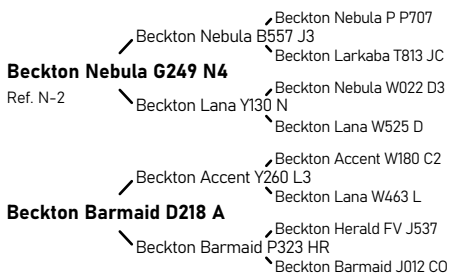 Beckton Nebula P P707
Beckton Nebula B557 J3
Beckton Larkaba T813 JC
Beckton Nebula G249 N4
Ref. N-2
Beckton Nebula W022 D3
Beckton Lana Y130 N
Beckton Lana W525 D
Beckton Accent W180 C2
Beckton Accent Y260 L3
Beckton Lana W463 L
Beckton Barmaid D218 A
Beckton Herald FV J537
Beckton Barmaid P323 HR
Beckton Barmaid J012 CO